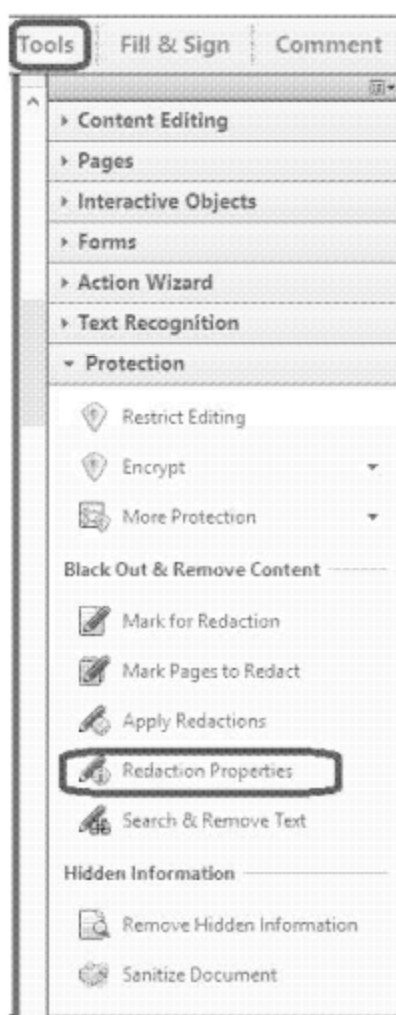 Tools Fill & Sign Comment
Content Editing
Pages
Interactive Objects
Forms
Action Wizard
Text Recognition
Protection
Restrict Editing
Encrypt
More Protection
Black Out & Remove Content
Mark for Redaction
Mark Pages to Redact
Apply Redactions
Redaction Properties
Search & Remove Text
Hidden Information
Remove Hidden Information
Sanitize Document